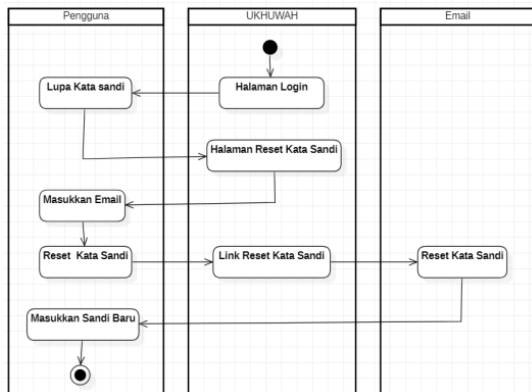 Pengguna
UKHUWAH
Email
Halaman Login
Lupa Kata sandi
Halaman Reset Kata Sandi
Masukkan Email
Reset Kata Sandi
Link Reset Kata Sandi
Reset Kata Sandi
Masukkan Sandi Baru